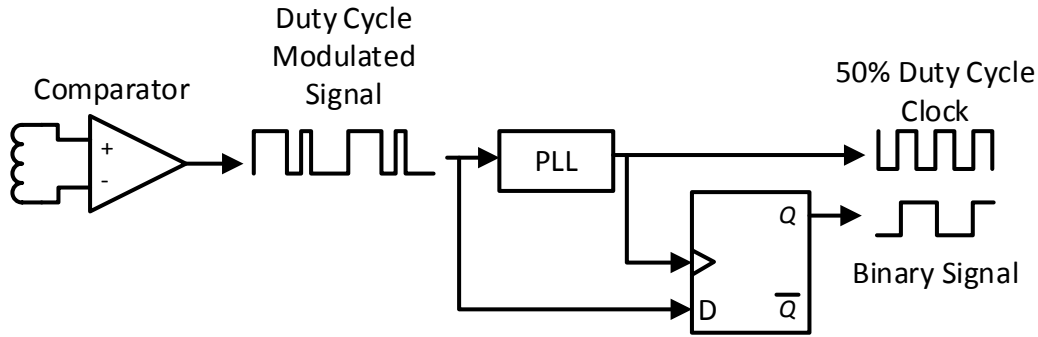 Duty Cycle
Modulated
Signal
Comparator
+
-
50% Duty Cycle
Clock
PLL
Q
D
Q̅
Binary Signal